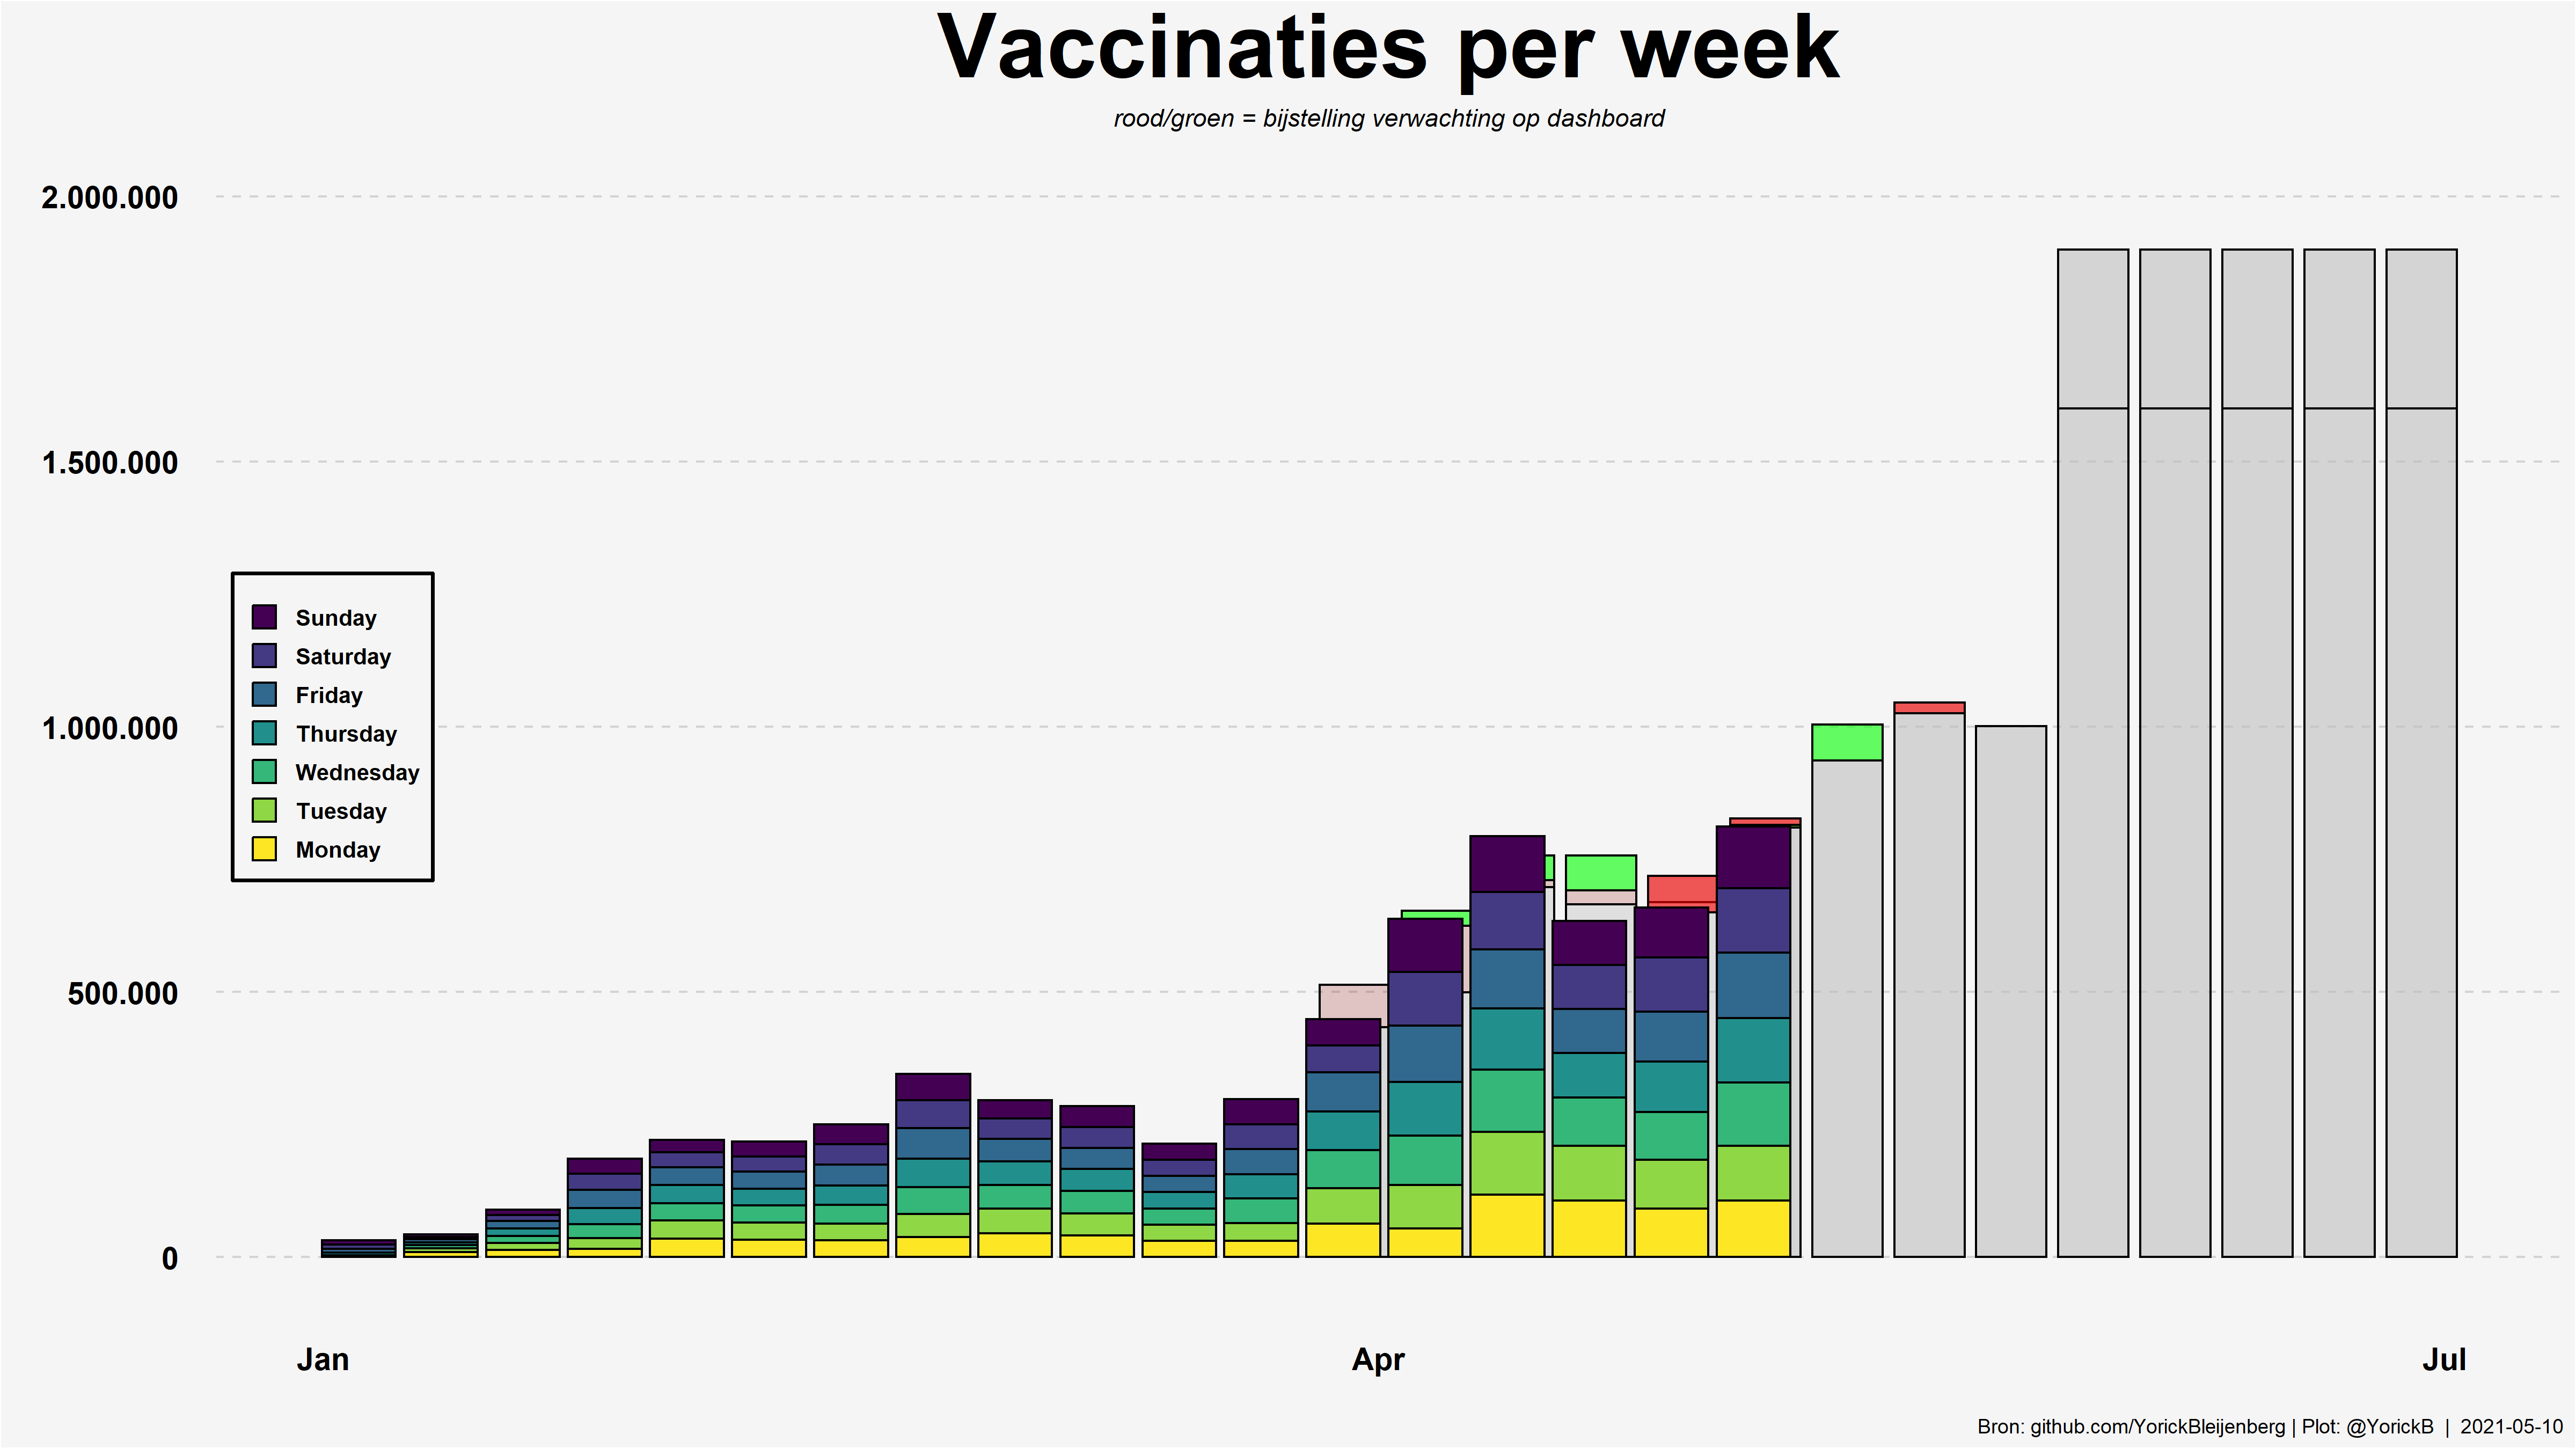 Vaccinaties per week
rood/groen = bijstelling verwachting op dashboard
2.000.000
1.500.000
1.000.000
500.000
0
Sunday
Saturday
Friday
Thursday
Wednesday
Tuesday
Monday
Jan Apr Jul
Bron: github.com/YorickBleijenberg | Plot: @YorickB | 2021-05-10